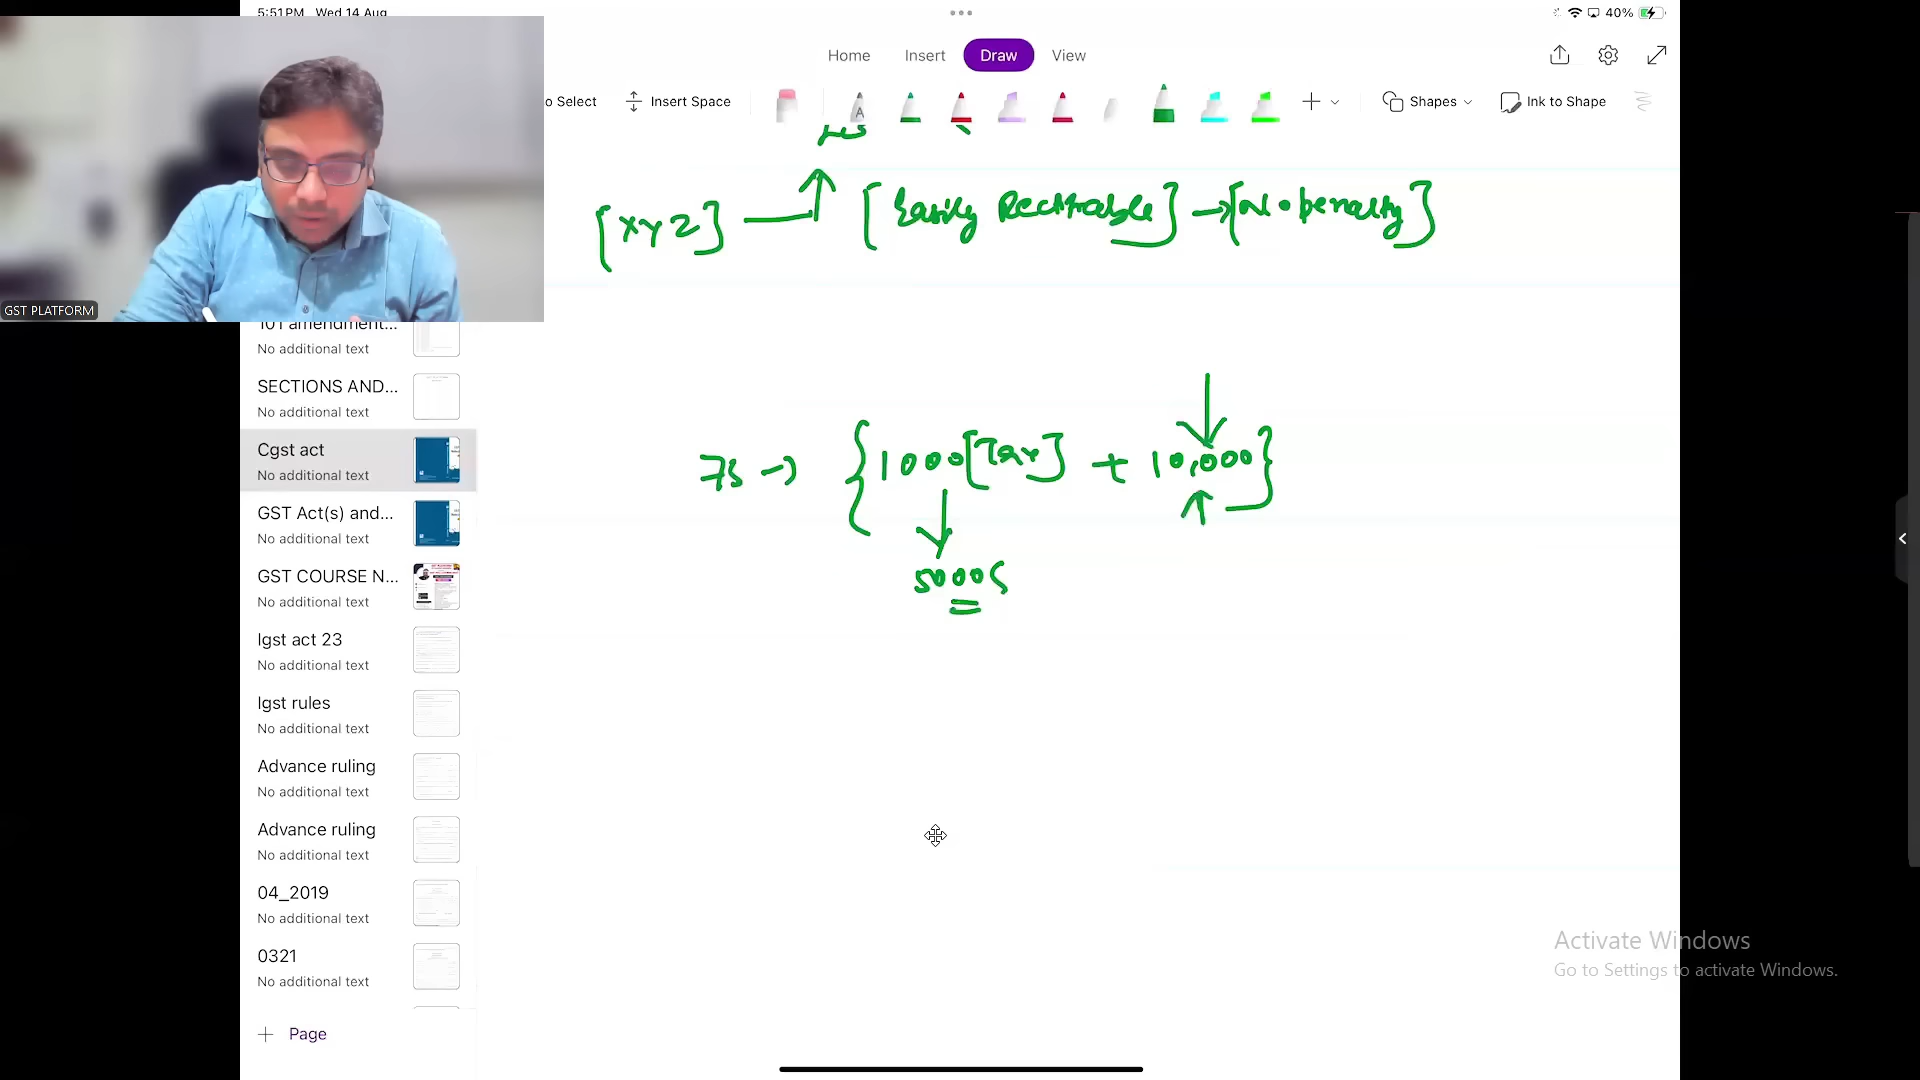 5:51 PM Wed 14 Aug
40%
Home Insert Draw View
o Select Insert Space
A
Shapes Ink to Shape
[XYZ] → [Easily Rectifiable] → [No penalty]
GST PLATFORM
101 amendment...
No additional text
SECTIONS AND...
No additional text
Cgst act
No additional text
GST Act(s) and...
No additional text
GST COURSE N...
No additional text
Igst act 23
No additional text
Igst rules
No additional text
Advance ruling
No additional text
Advance ruling
No additional text
04_2019
No additional text
0321
No additional text
+ Page
73 → {1000 [Tax] + 10,000}
5000
Activate Windows
Go to Settings to activate Windows.